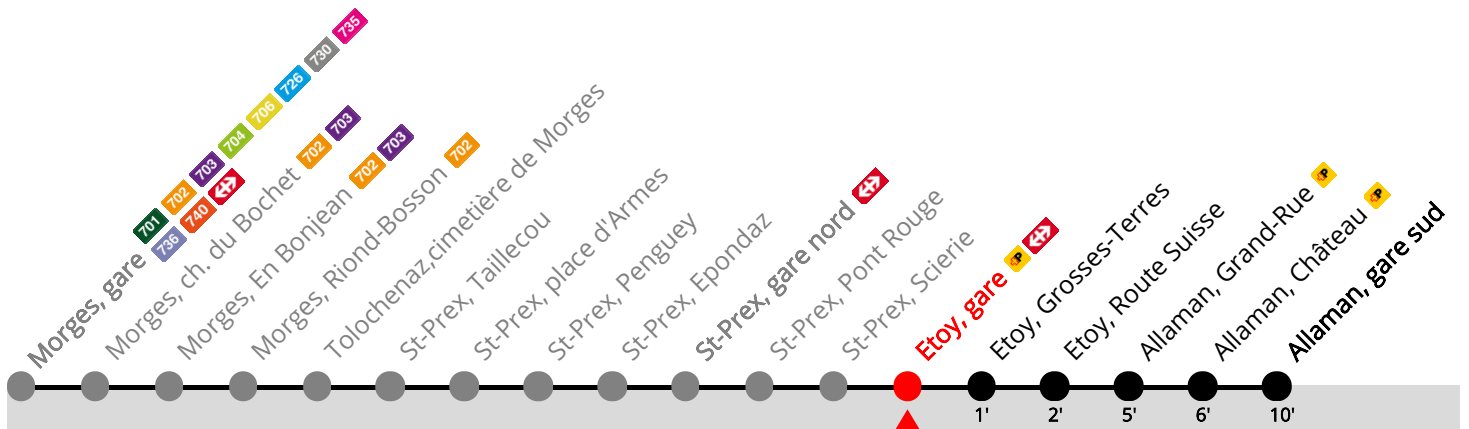 Morges, gare 701 702 703 704 706 726 730 735
736 740
Morges, ch. du Bochet 702 703
Morges, En Bonjean 702 703
Morges, Riond-Bosson 702
Tolochenaz,cimetière de Morges
St-Prex, Taillecou
St-Prex, place d'Armes
St-Prex, Penguey
St-Prex, Epondaz
St-Prex, gare nord
St-Prex, Pont Rouge
St-Prex, Scierie
Etoy, gare P
Etoy, Grosses-Terres
Etoy, Route Suisse
Allaman, Grand-Rue P
Allaman, Château P
Allaman, gare sud
1' 2' 5' 6' 10'